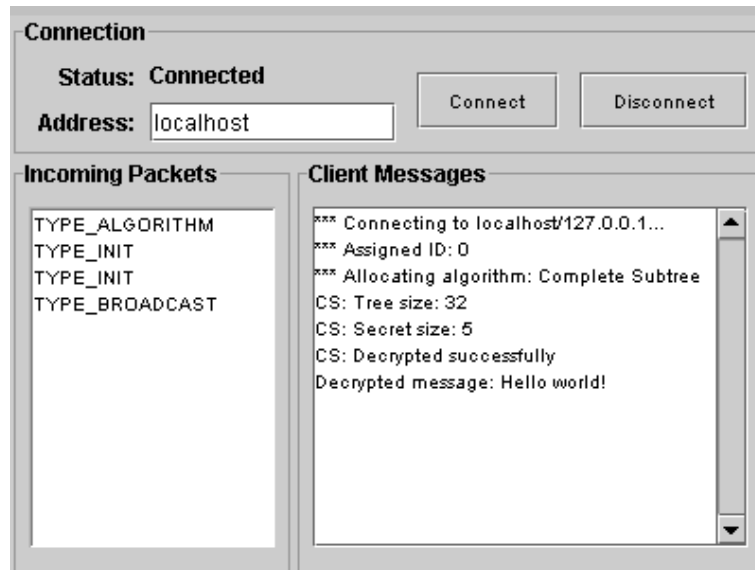 Connection
Status: Connected
Address: localhost
Connect
Disconnect
Incoming Packets
TYPE_ALGORITHM
TYPE_INIT
TYPE_INIT
TYPE_BROADCAST
Client Messages
*** Connecting to localhost/127.0.0.1...
*** Assigned ID: 0
*** Allocating algorithm: Complete Subtree
CS: Tree size: 32
CS: Secret size: 5
CS: Decrypted successfully
Decrypted message: Hello world!